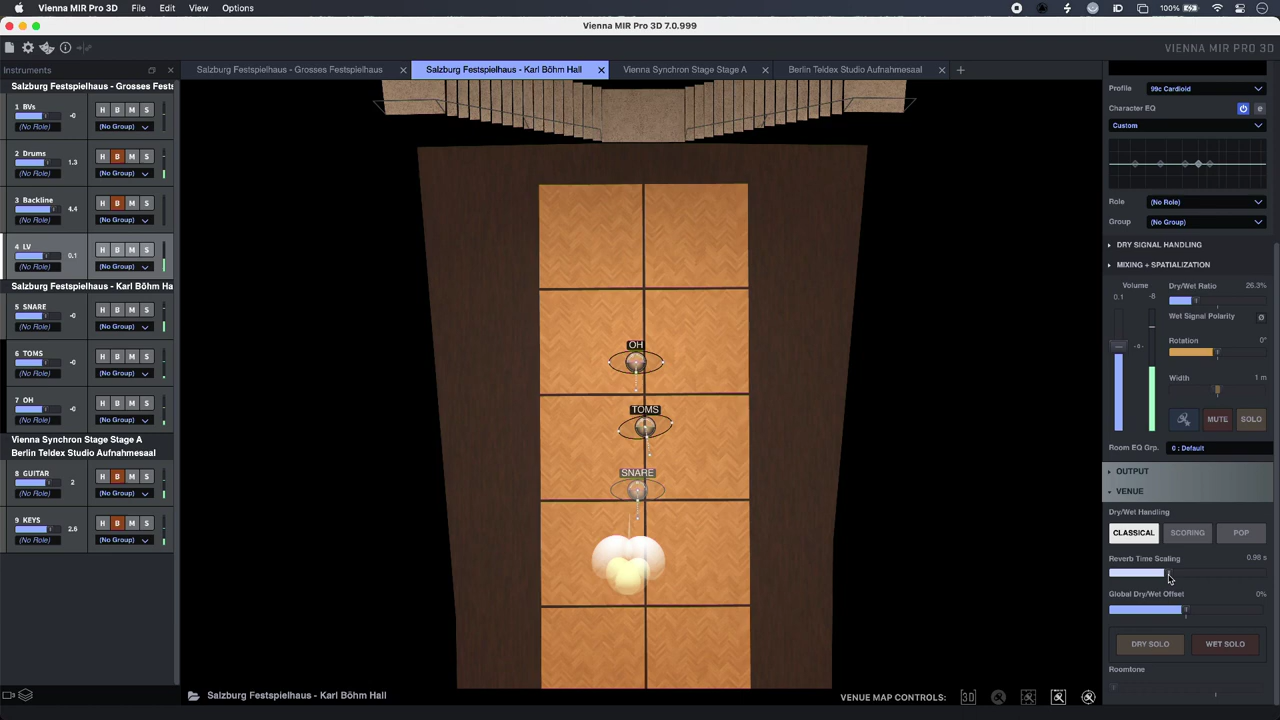 Vienna MIR Pro 3D File Edit View Options
iD 100%
Vienna MIR Pro 3D 7.0.999
VIENNA MIR PRO 3D
Instruments
Salzburg Festspielhaus - Grosses Festspielhaus
Salzburg Festspielhaus - Karl Böhm Hall
Vienna Synchron Stage Stage A
Berlin Teldex Studio Aufnahmesaal
Salzburg Festspielhaus - Grosses Fests
1 BVs H B M S
-0
(No Role) (No Group)
2 Drums H B M S
1.3
(No Role) (No Group)
3 Backline H B M S
4.4
(No Role) (No Group)
4 LV H B M S
0.1
(No Role) (No Group)
Salzburg Festspielhaus - Karl Böhm Ha
5 SNARE H B M S
-0
(No Role) (No Group)
6 TOMS H B M S
-0
(No Role) (No Group)
7 OH H B M S
-0
(No Role) (No Group)
Vienna Synchron Stage Stage A
Berlin Teldex Studio Aufnahmesaal
8 GUITAR H B M S
2
(No Role) (No Group)
9 KEYS H B M S
2.6
(No Role) (No Group)
OH
TOMS
SNARE
Salzburg Festspielhaus - Karl Böhm Hall
VENUE MAP CONTROLS:
3D
Profile 99c Cardioid
Character EQ e
Custom
Role (No Role)
Group (No Group)
DRY SIGNAL HANDLING
MIXING + SPATIALIZATION
Volume Dry/Wet Ratio 26.3%
0.1 -8
Wet Signal Polarity Ø
Rotation 0°
-0-
Width 1 m
MUTE SOLO
Room EQ Grp. 0 : Default
OUTPUT
VENUE
Dry/Wet Handling
CLASSICAL SCORING POP
Reverb Time Scaling 0.98 s
Global Dry/Wet Offset 0%
DRY SOLO WET SOLO
Roomtone